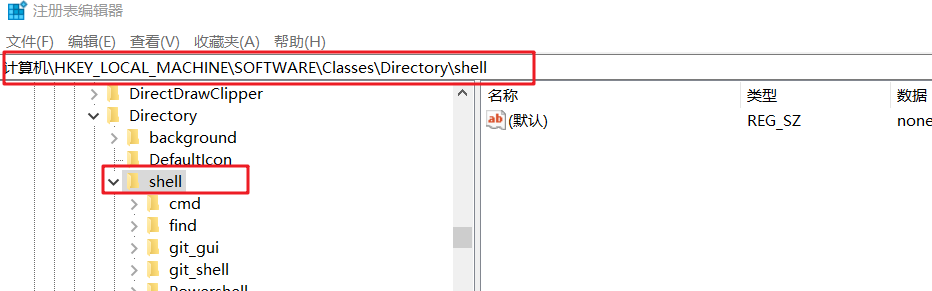 注册表编辑器
文件(F) 编辑(E) 查看(V) 收藏夹(A) 帮助(H)
计算机\HKEY_LOCAL_MACHINE\SOFTWARE\Classes\Directory\shell
DirectDrawClipper
Directory
background
DefaultIcon
shell
cmd
find
git_gui
git_shell
Powershell
名称 类型 数据
ab (默认) REG_SZ none